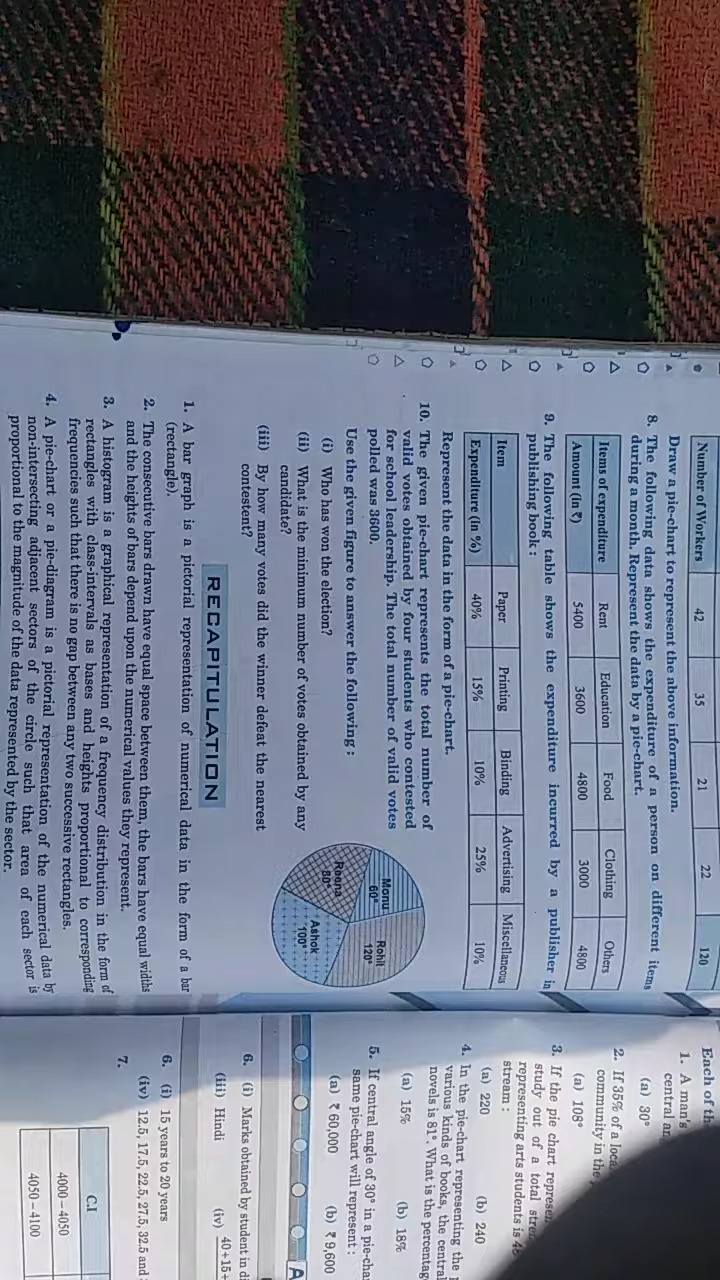 Number of Workers 42 35 21 22 120
Draw a pie-chart to represent the above information.
8. The following data shows the expenditure of a person on different items
during a month. Represent the data by a pie-chart.
Items of expenditure Rent Education Food Clothing Others
Amount (in ₹) 5400 3600 4800 3000 4800
9. The following table shows the expenditure incurred by a publisher in
publishing book :
Item Paper Printing Binding Advertising Miscellaneous
Expenditure (in %) 40% 15% 10% 25% 10%
Represent the data in the form of a pie-chart.
10. The given pie-chart represents the total number of
valid votes obtained by four students who contested
for school leadership. The total number of valid votes
polled was 3600.
Use the given figure to answer the following :
(i) Who has won the election?
(ii) What is the minimum number of votes obtained by any
candidate?
(iii) By how many votes did the winner defeat the nearest
contestent?
Monu
60°
Rohit
120°
Reena
80°
Ashok
100°
RECAPITULATION
1. A bar graph is a pictorial representation of numerical data in the form of a bar
(rectangle).
2. The consecutive bars drawn have equal space between them, the bars have equal widths
and the heights of bars depend upon the numerical values they represent.
3. A histogram is a graphical representation of a frequency distribution in the form of
rectangles with class-intervals as bases and heights proportional to corresponding
frequencies such that there is no gap between any two successive rectangles.
4. A pie-chart or a pie-diagram is a pictorial representation of the numerical data by
non-intersecting adjacent sectors of the circle such that area of each sector is
proportional to the magnitude of the data represented by the sector.
Each of th
1. A man's
central an
(a) 30°
2. If 35% of a loca
community in the
(a) 108°
3. If the pie chart represen
study out of a total stre
representing arts students is 4
stream :
(a) 220 (b) 240
4. In the pie-chart representing the
various kinds of books, the central
novels is 81°. What is the percentag
(a) 15% (b) 18%
5. If central angle of 30° in a pie-cha
same pie-chart will represent :
(a) ₹ 60,000 (b) ₹ 9,600
A
6. (i) Marks obtained by student in d
(iii) Hindi (iv) 40+15+
6. (i) 15 years to 20 years
(iv) 12.5, 17.5, 22.5, 27.5, 32.5 and
7.
C.I
4000 – 4050
4050 – 4100